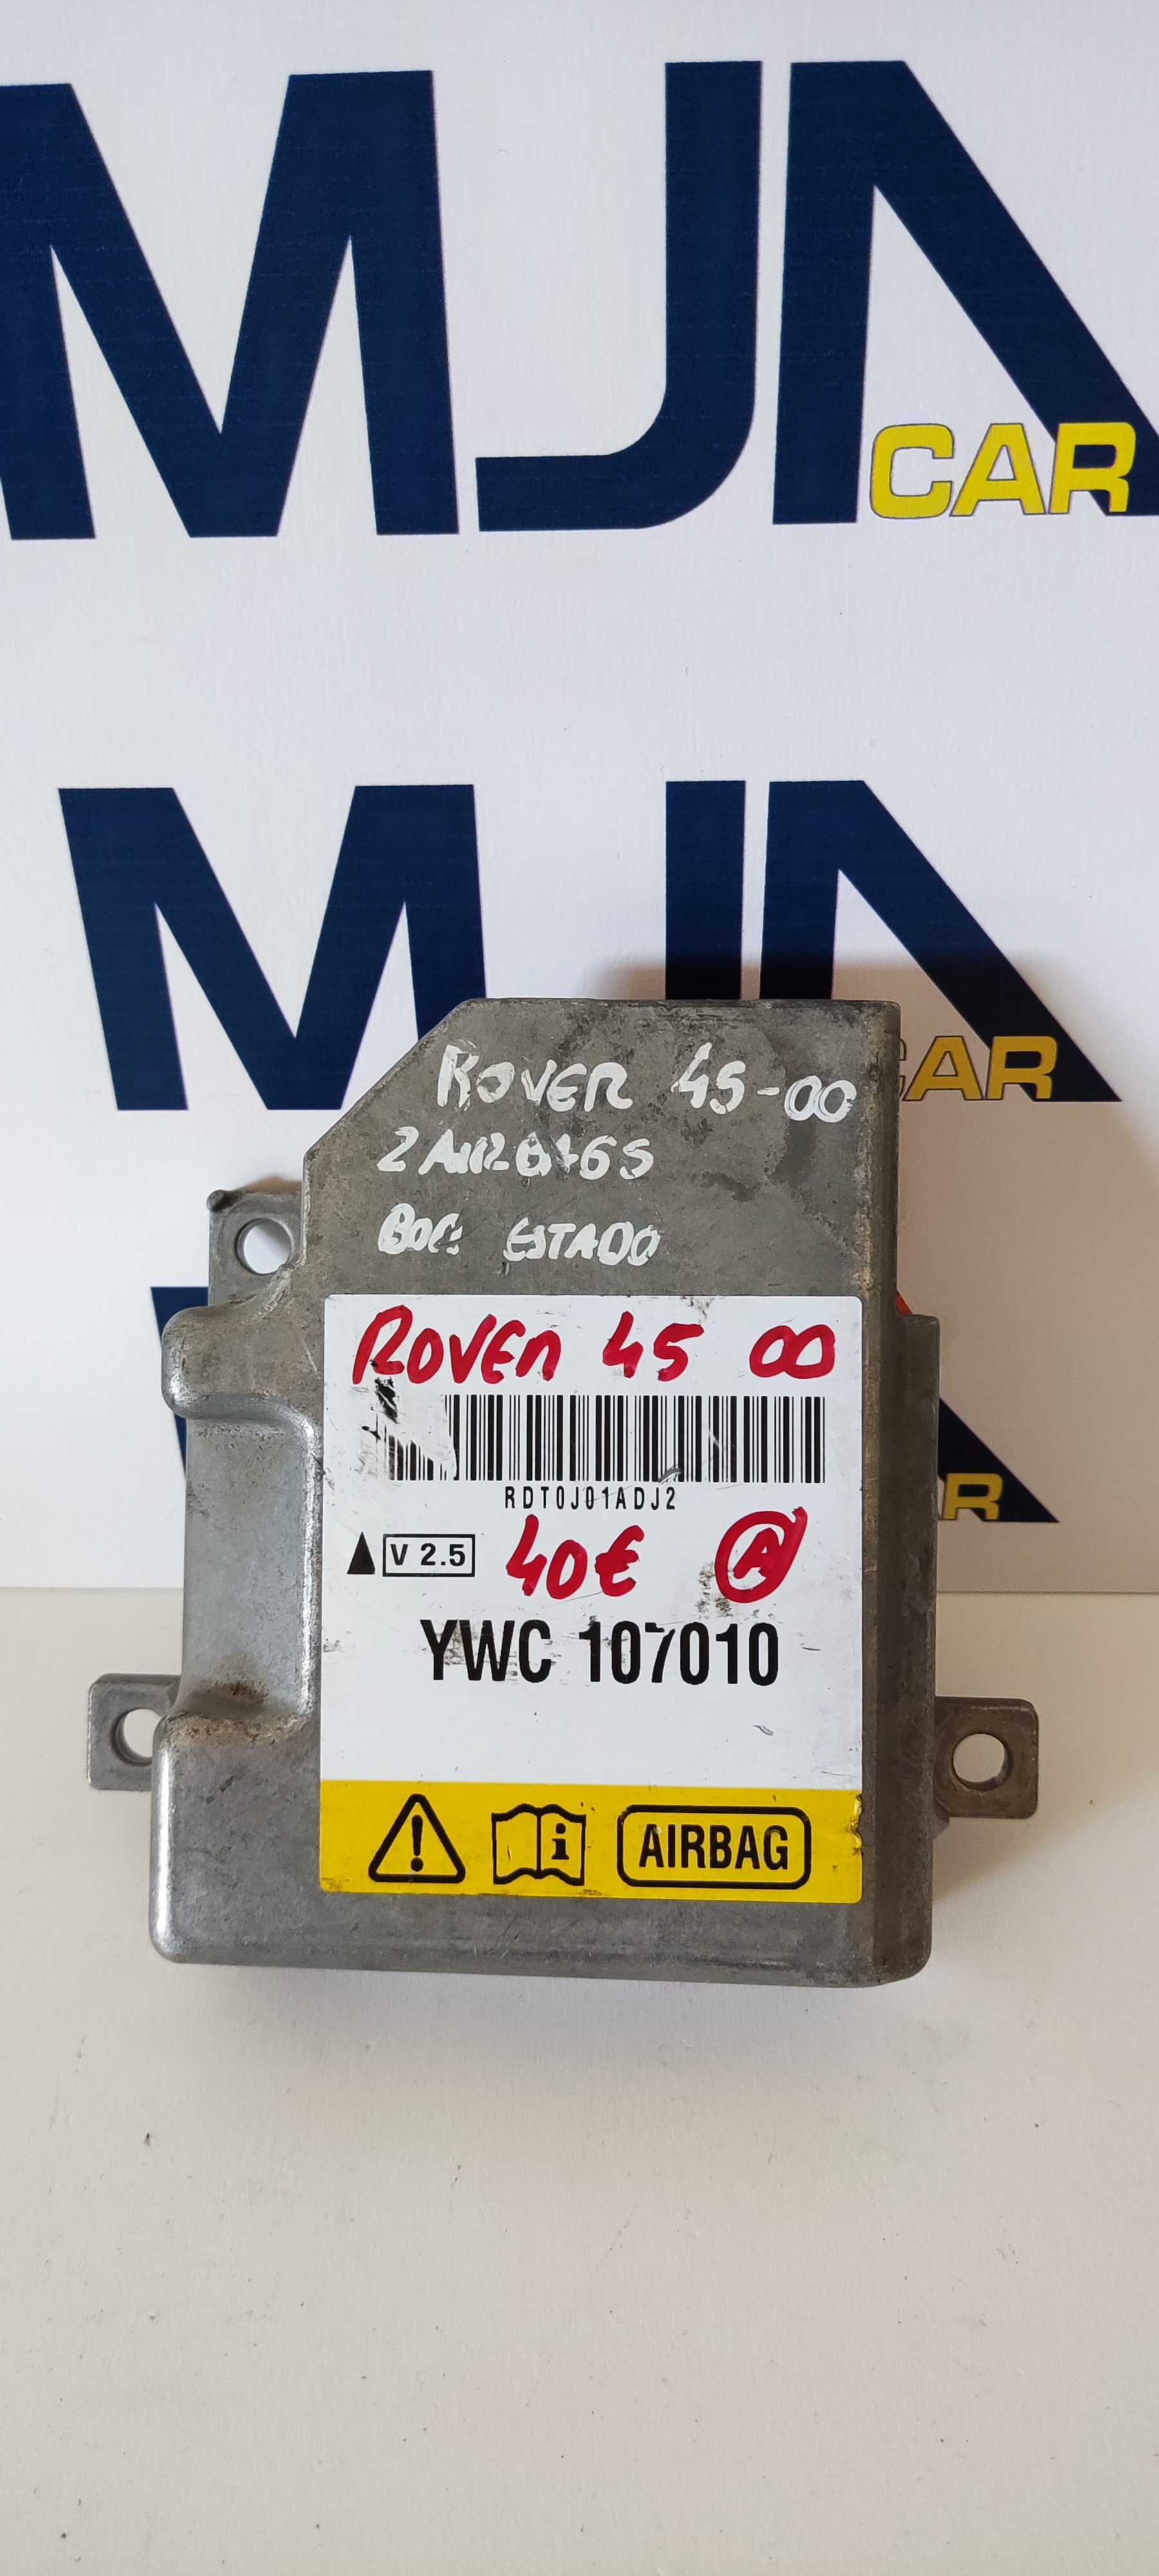 MJA
CAR
MJA
CAR
ROVER 45-00
2 AIRBAGS
BOM ESTADO
ROVER 45 00
RDT0J01ADJ2
V 2.5
40€ A
YWC 107010
AIRBAG
R